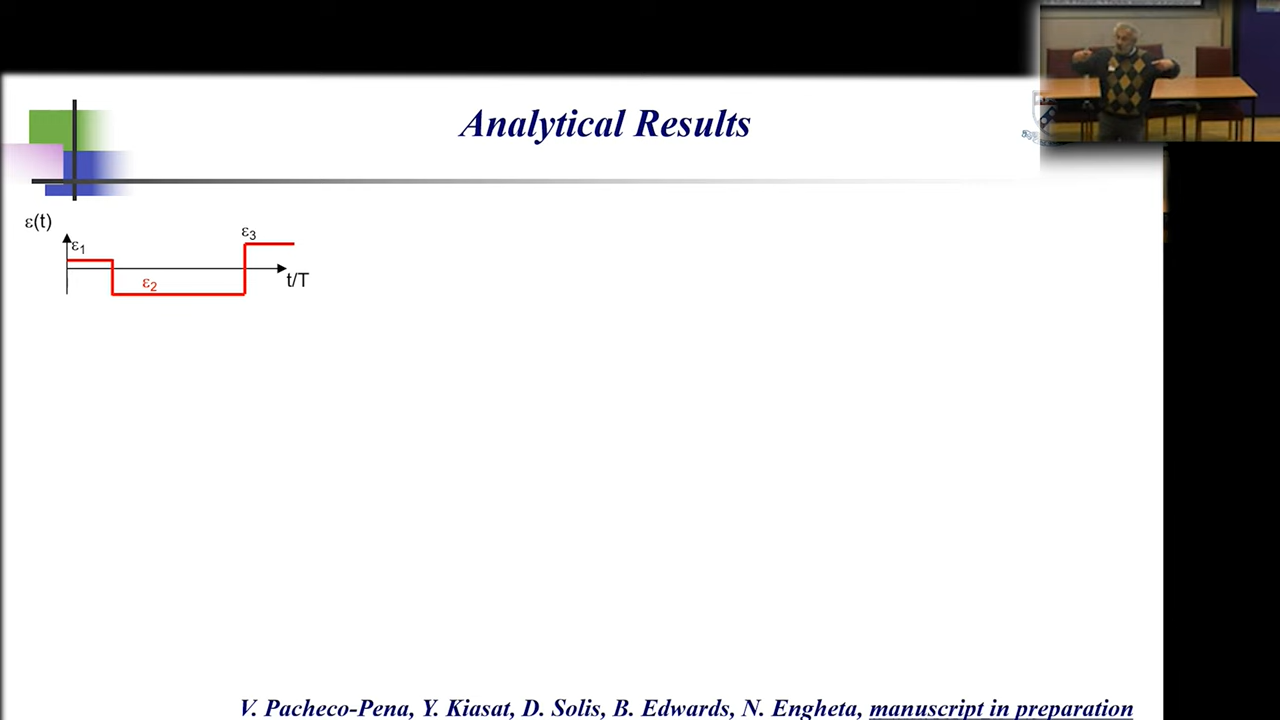 Analytical Results
ε(t)
ε1
ε3
ε2
t/T
V. Pacheco-Pena, Y. Kiasat, D. Solis, B. Edwards, N. Engheta, manuscript in preparation